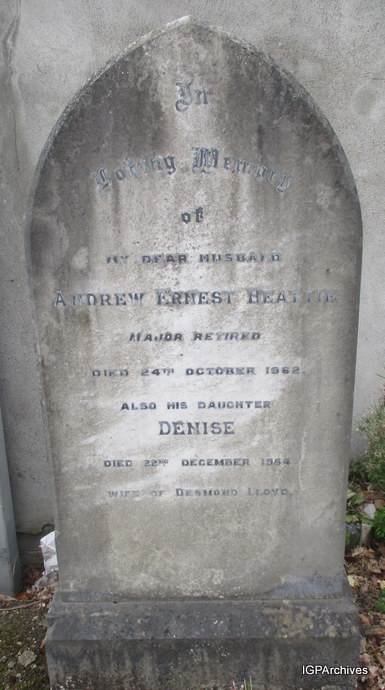 In
Loving Memory
of
MY DEAR HUSBAND
ANDREW ERNEST BEATTIE
MAJOR RETIRED
DIED 24TH OCTOBER 1962.
ALSO HIS DAUGHTER
DENISE
DIED 22ND DECEMBER 1964
WIFE OF DESMOND LLOYD.
IGPArchives